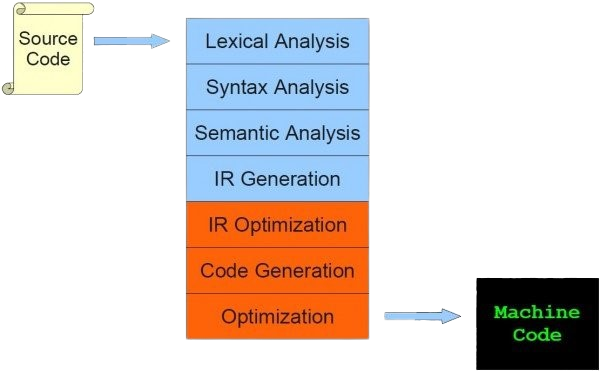 Source
Code
Lexical Analysis
Syntax Analysis
Semantic Analysis
IR Generation
IR Optimization
Code Generation
Optimization
Machine
Code